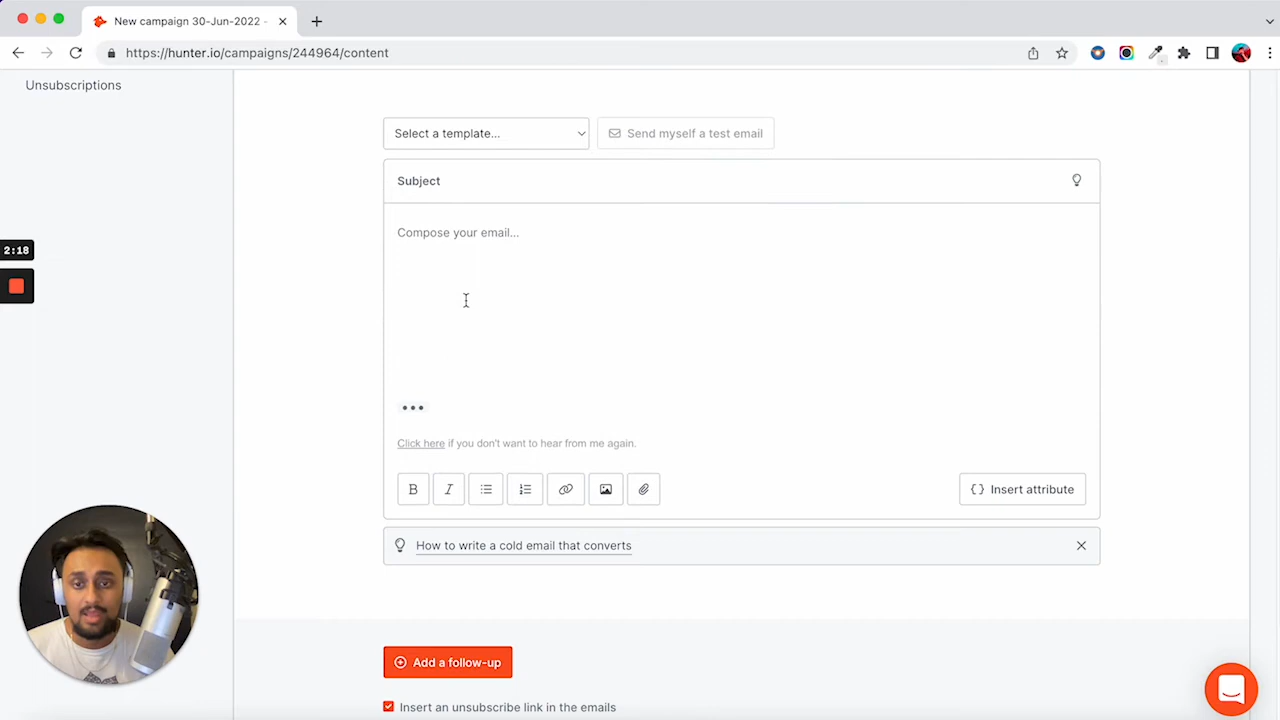 New campaign 30-Jun-2022 -
https://hunter.io/campaigns/244964/content
Unsubscriptions
Select a template...
Send myself a test email
Subject
Compose your email...
2:18
Click here if you don't want to hear from me again.
B I
{} Insert attribute
How to write a cold email that converts
Add a follow-up
Insert an unsubscribe link in the emails